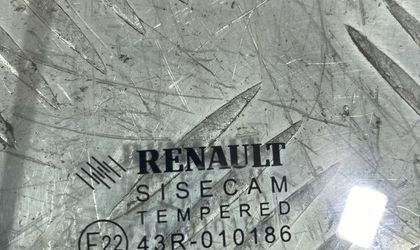 RENAULT
SISECAM
TEMPERED
E22 43R-010186